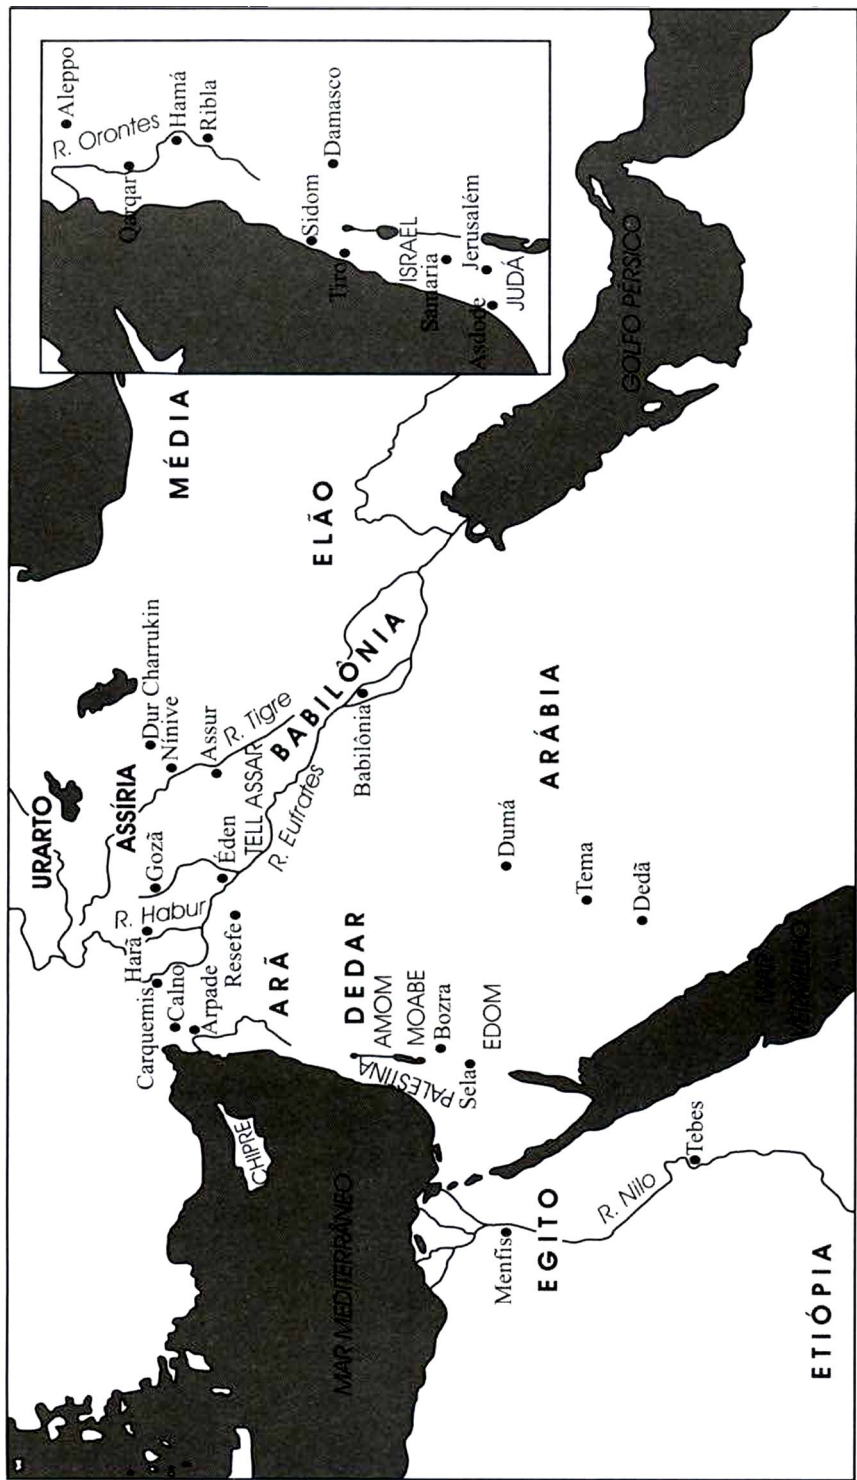 Aleppo
R. Orontes
Hamá
Qarqar
Ribla
Damasco
Sidom
Tiro
ISRAEL
Samaria
Jerusalém
Asdode
JUDÁ
URARTO
ASSÍRIA
Dur Charrukin
Nínive
Assur
R. Tigre
MÉDIA
ELÃO
Gozã
R. Habur
Harã
Éden
TELL ASSAR
R. Eufrates
BABILÔNIA
Babilônia
Carquemis
Calno
Arpade
Resefe
ARÃ
CHIPRE
MAR MEDITERRÂNEO
DEDAR
AMOM
MOABE
PALESTINA
Bozra
Sela
EDOM
Dumá
Tema
Dedã
ARÁBIA
GOLFO PÉRSICO
EGITO
Menfis
R. Nilo
Tebes
ETIÓPIA